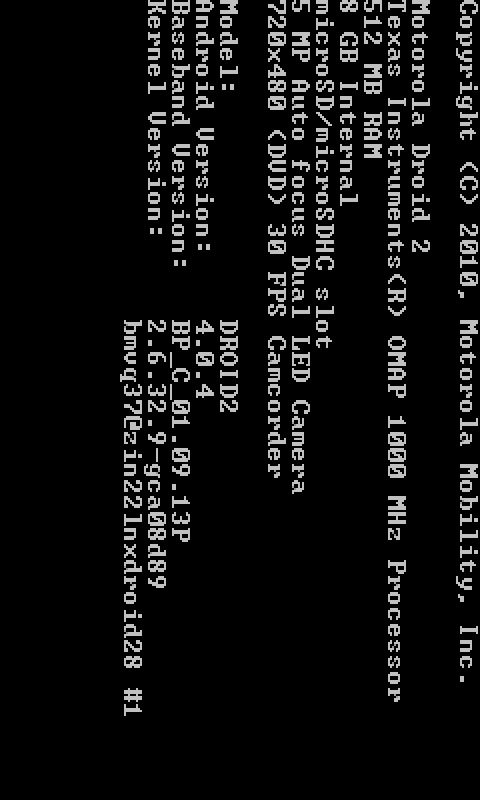 Copyright (C) 2010, Motorola Mobility, Inc.
Motorola Droid 2
Texas Instruments(R) OMAP 1000 MHz Processor
512 MB RAM
8 GB Internal
microSD/microSDHC slot
5 MP Auto focus Dual LED Camera
720x480 (DVD) 30 FPS Camcorder
Model: DROID2
Android Version: 4.0.4
Baseband Version: BP_C_01.09.13P
Kernel Version: 2.6.32.9-gca08d89
hmvq37@zin22lnxdroid28 #1